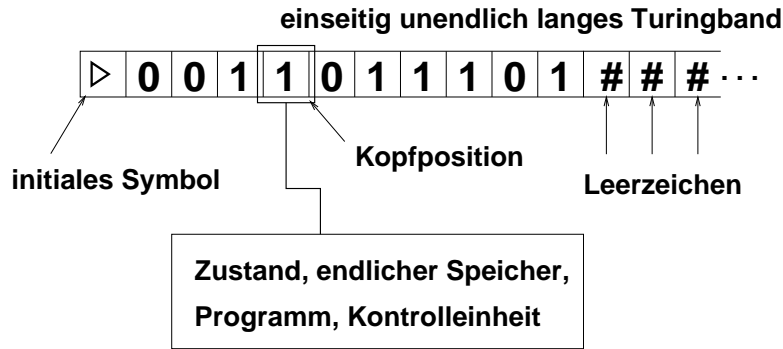 einseitig unendlich langes Turingband
▷ 0 0 1 1 0 1 1 1 0 1 # # # ...
Kopfposition
initiales Symbol
Leerzeichen
Zustand, endlicher Speicher,
Programm, Kontrolleinheit